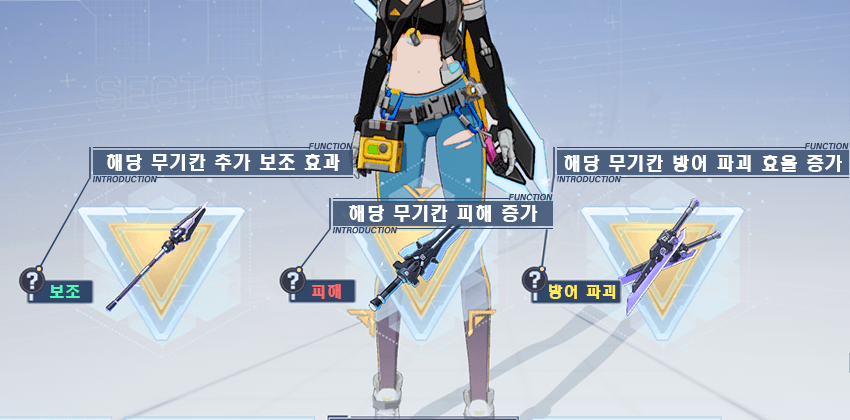 SECTOR
FUNCTION
해당 무기칸 추가 보조 효과
INTRODUCTION
FUNCTION
해당 무기칸 피해 증가
INTRODUCTION
FUNCTION
해당 무기칸 방어 파괴 효율 증가
INTRODUCTION
?
보조
?
피해
?
방어 파괴